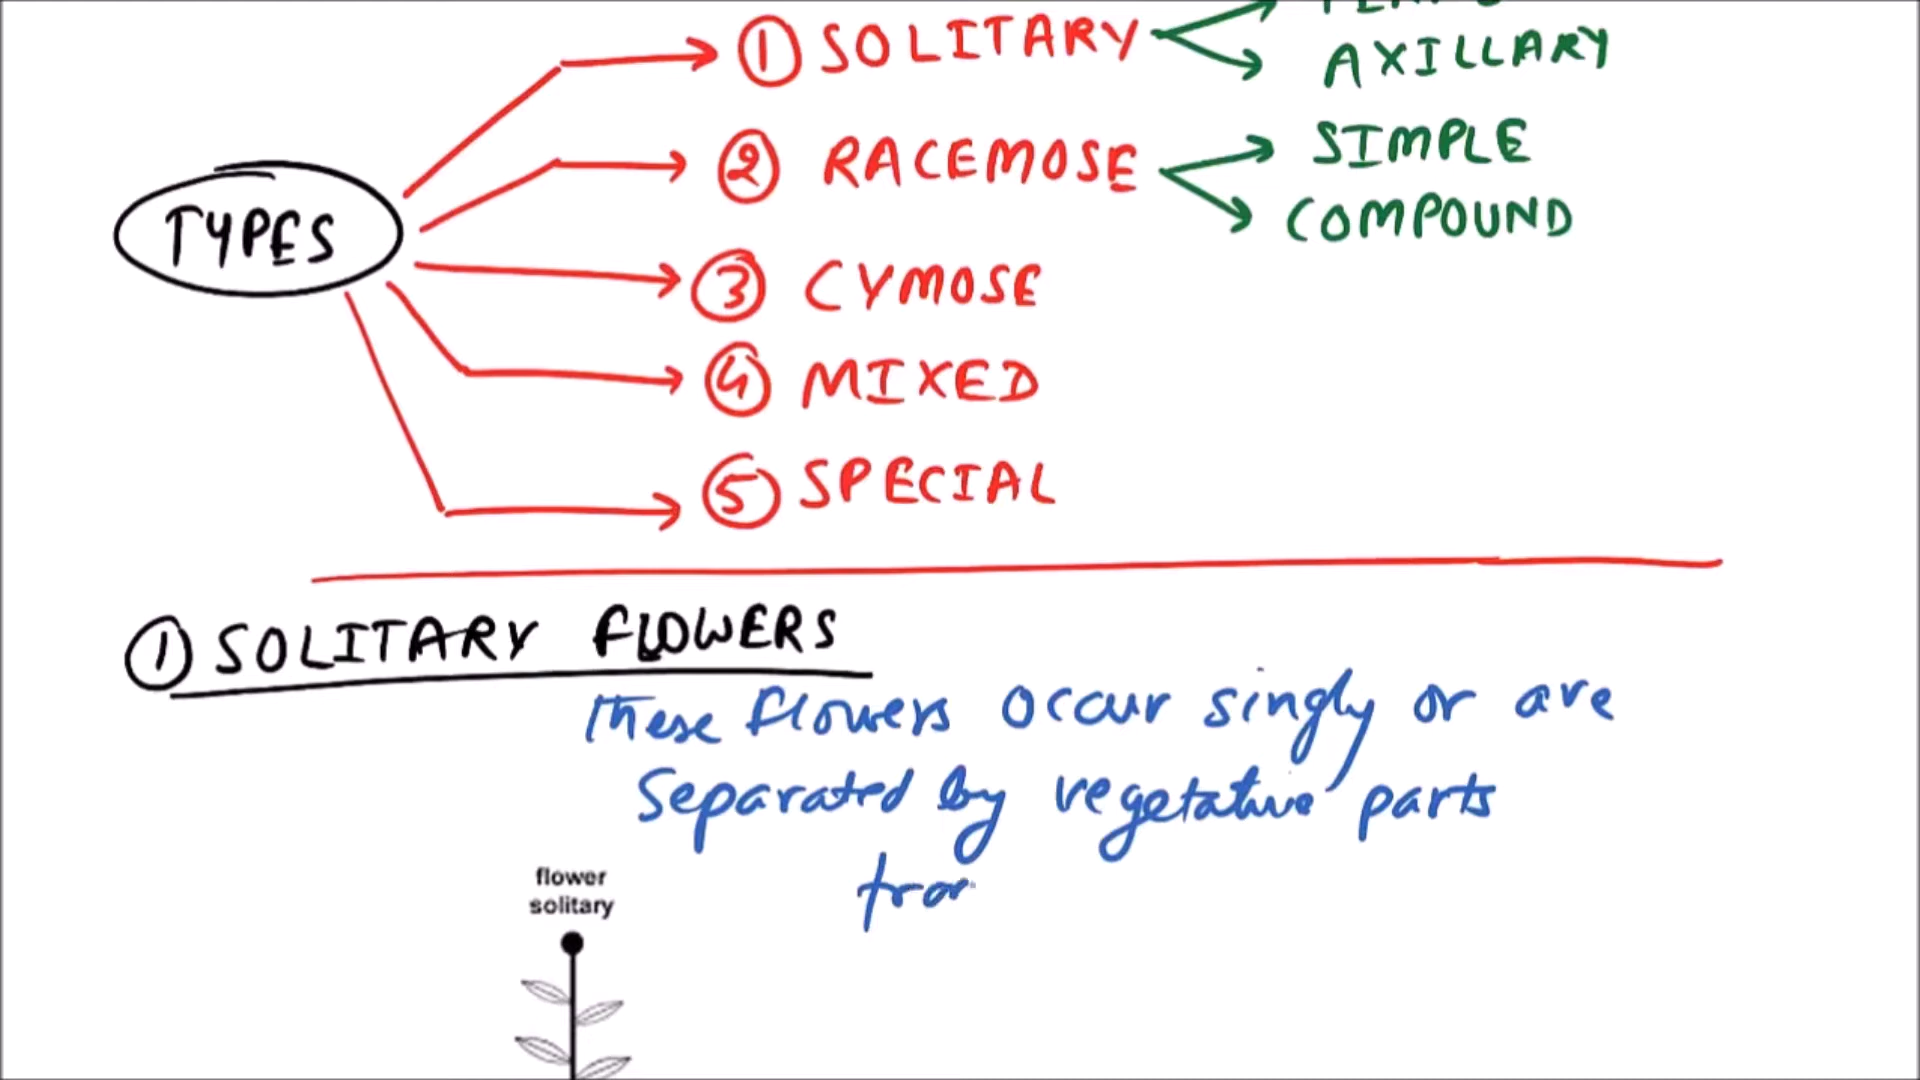 ① SOLITARY
AXILLARY
TYPES
② RACEMOSE
SIMPLE
COMPOUND
③ CYMOSE
④ MIXED
⑤ SPECIAL
① SOLITARY FLOWERS
These flowers occur singly or are
separated by vegetative parts
flower
solitary